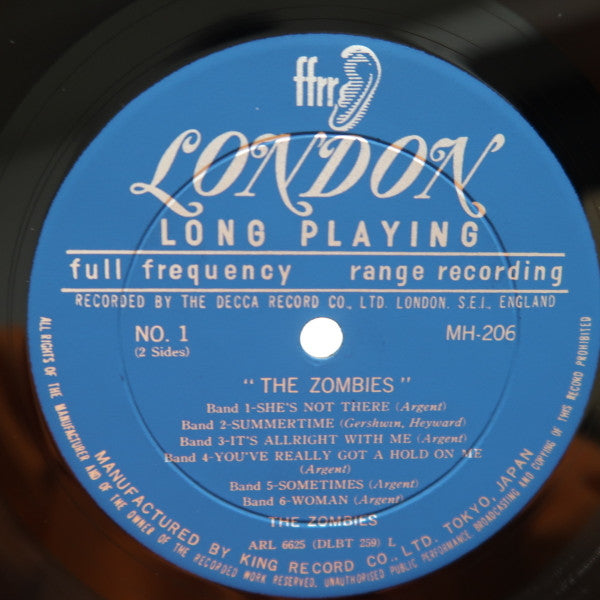 ffrr
LONDON
LONG PLAYING
full frequency range recording
RECORDED BY THE DECCA RECORD CO., LTD. LONDON. S.E.I., ENGLAND
NO. 1
MH-206
(2 Sides)
"THE ZOMBIES"
Band 1-SHE'S NOT THERE (Argent)
Band 2-SUMMERTIME (Gershwin, Heyward)
Band 3-IT'S ALLRIGHT WITH ME (Argent)
Band 4-YOU'VE REALLY GOT A HOLD ON ME
(Argent)
Band 5-SOMETIMES (Argent)
Band 6-WOMAN (Argent)
THE ZOMBIES
ARL 6625 (DLBT 259) L
MANUFACTURED BY KING RECORD CO., LTD. TOKYO, JAPAN
ALL RIGHTS OF THE MANUFACTURER AND OF THE OWNER OF THE RECORDED WORK RESERVED. UNAUTHORISED PUBLIC PERFORMANCE, BROADCASTING AND COPYING OF THIS RECORD PROHIBITED